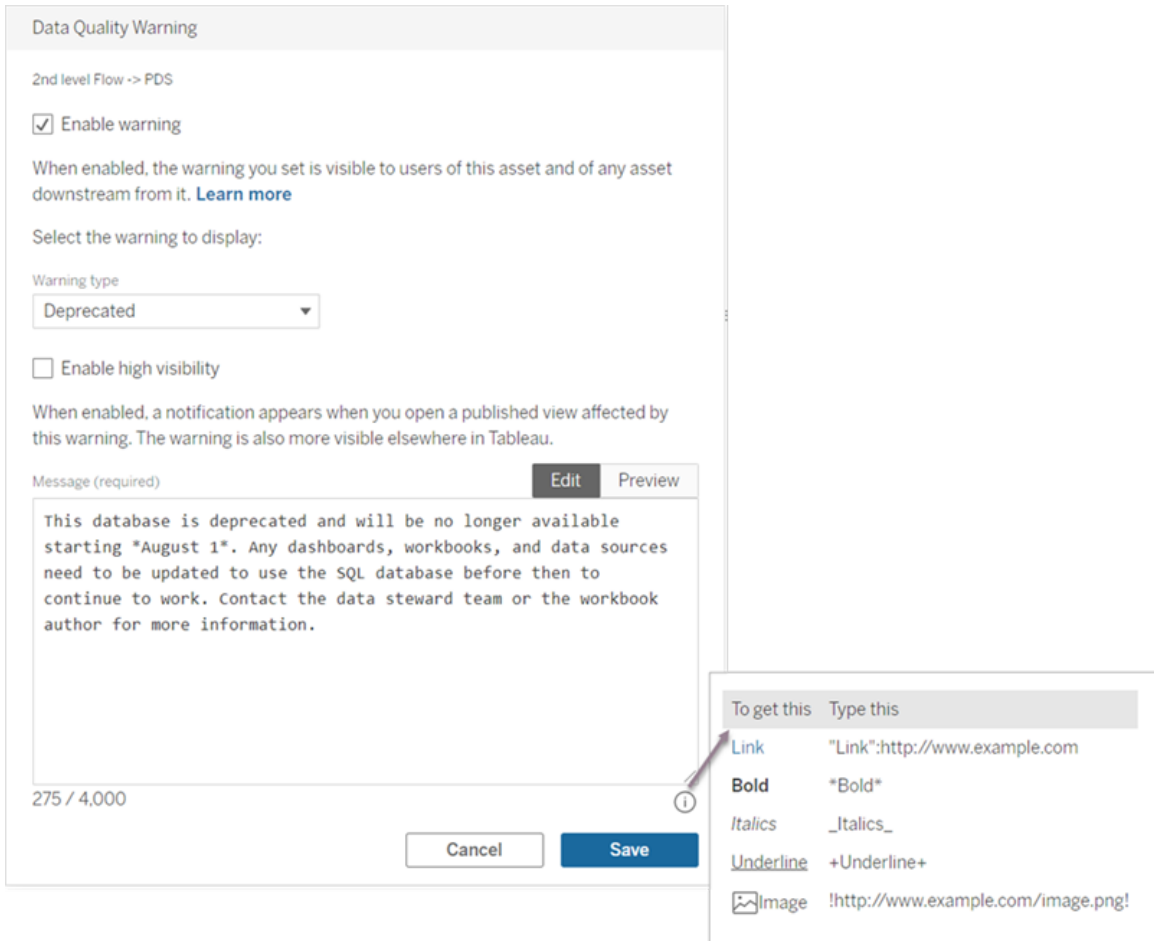 Data Quality Warning
2nd level Flow -> PDS
Enable warning
When enabled, the warning you set is visible to users of this asset and of any asset
downstream from it. Learn more
Select the warning to display:
Warning type
Deprecated
Enable high visibility
When enabled, a notification appears when you open a published view affected by
this warning. The warning is also more visible elsewhere in Tableau.
Message (required)
Edit Preview
This database is deprecated and will be no longer available
starting *August 1*. Any dashboards, workbooks, and data sources
need to be updated to use the SQL database before then to
continue to work. Contact the data steward team or the workbook
author for more information.
275 / 4,000
Cancel Save
To get this Type this
Link "Link":http://www.example.com
Bold *Bold*
Italics _Italics_
Underline +Underline+
Image !http://www.example.com/image.png!